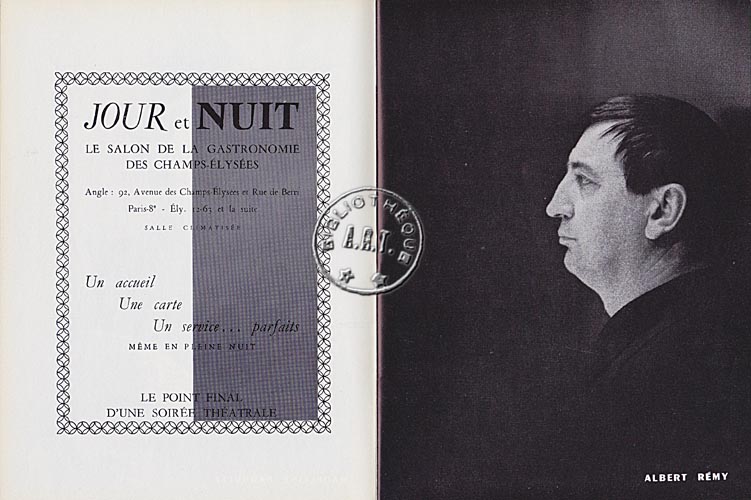 JOUR et NUIT
LE SALON DE LA GASTRONOMIE
DES CHAMPS-ÉLYSÉES
Angle : 92, Avenue des Champs-Elysées et Rue de Berri
Paris-8e - Ély. 12-63 et la suite
SALLE CLIMATISÉE
Un accueil
Une carte
Un service... parfaits
MÊME EN PLEINE NUIT
LE POINT FINAL
D'UNE SOIRÉE THÉATRALE
BIBLIOTHÈQUE
A.R.T.
ALBERT RÉMY